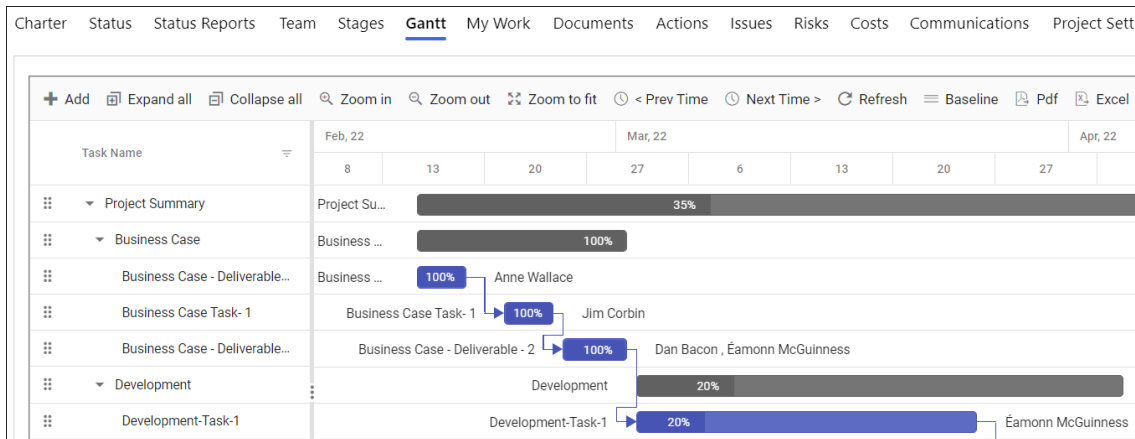 Charter Status Status Reports Team Stages Gantt My Work Documents Actions Issues Risks Costs Communications Project Sett
Add Expand all Collapse all Zoom in Zoom out Zoom to fit < Prev Time Next Time > Refresh Baseline Pdf Excel
Feb, 22 Mar, 22 Apr, 22
Task Name
8 13 20 27 6 13 20 27
Project Summary Project Su... 35%
Business Case Business ... 100%
Business Case - Deliverable... Business ... 100% Anne Wallace
Business Case Task- 1 Business Case Task- 1 100% Jim Corbin
Business Case - Deliverable... Business Case - Deliverable - 2 100% Dan Bacon , Éamonn McGuinness
Development Development 20%
Development-Task-1 Development-Task-1 20% Éamonn McGuinness